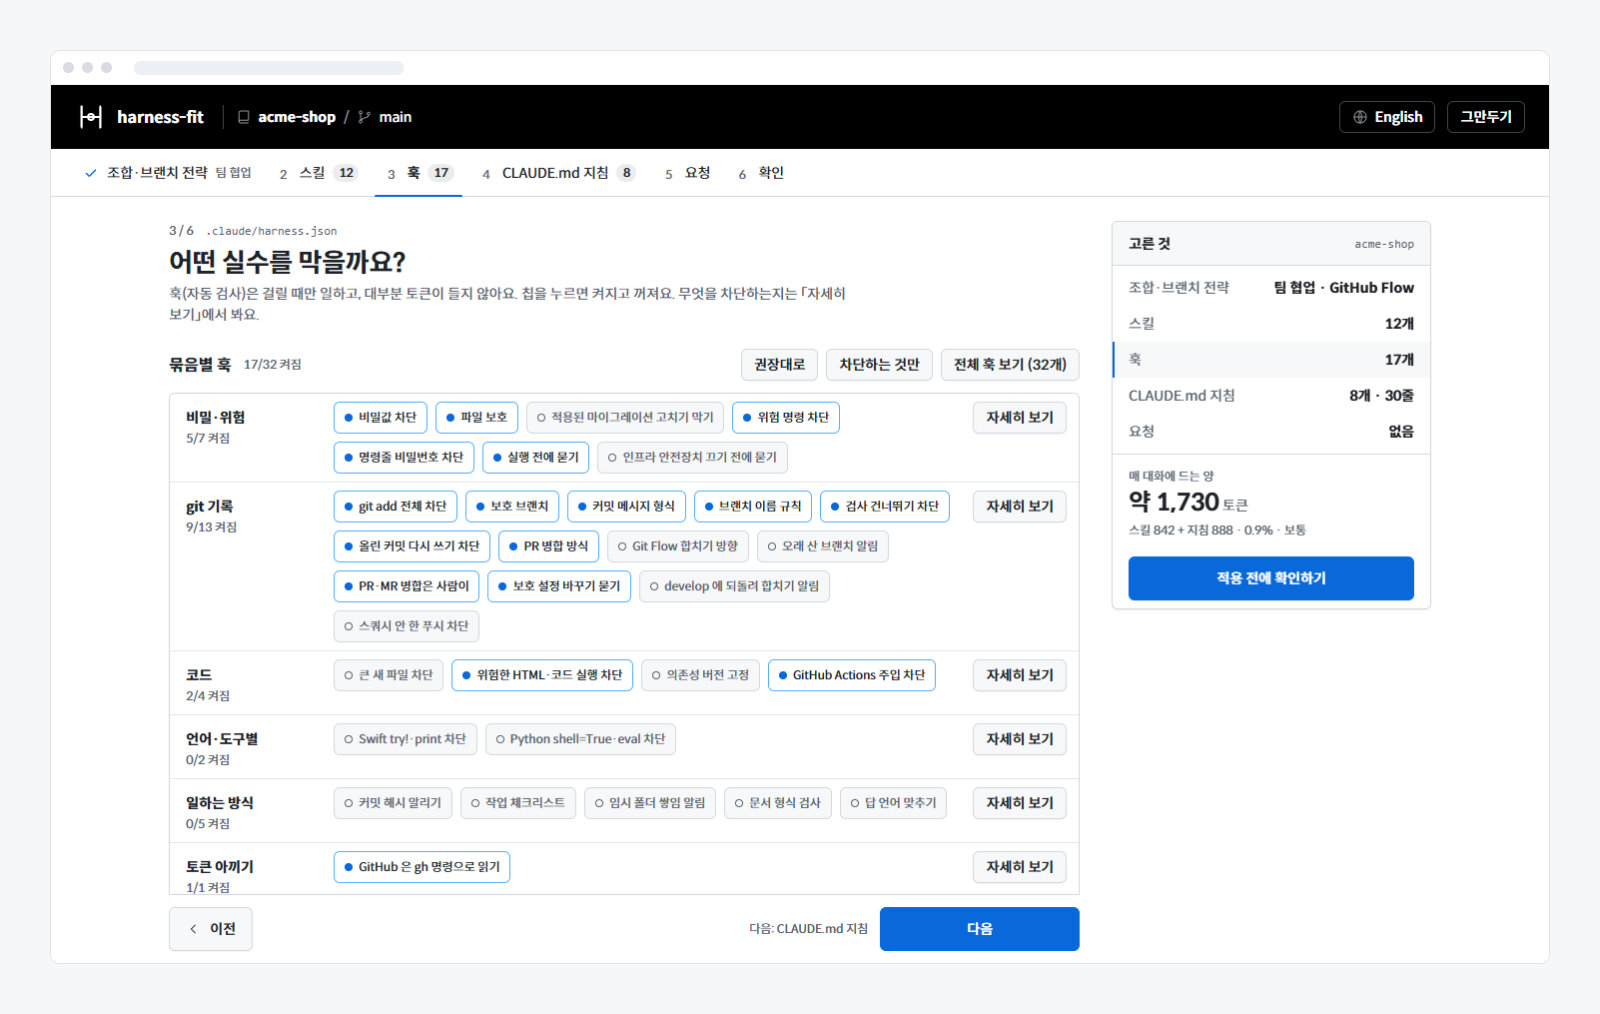 harness-fit
acme-shop / main
English
그만두기
조합·브랜치 전략 팀 협업
2 스킬 12
3 훅 17
4 CLAUDE.md 지침 8
5 요청
6 확인
3 / 6 .claude/harness.json
어떤 실수를 막을까요?
훅(자동 검사)은 걸릴 때만 일하고, 대부분 토큰이 들지 않아요. 칩을 누르면 켜지고 꺼져요. 무엇을 차단하는지는 「자세히
보기」에서 봐요.
묶음별 훅 17/32 켜짐
권장대로
차단하는 것만
전체 훅 보기 (32개)
비밀·위험
5/7 켜짐
비밀값 차단
파일 보호
적용된 마이그레이션 고치기 막기
위험 명령 차단
자세히 보기
명령줄 비밀번호 차단
실행 전에 묻기
인프라 안전장치 끄기 전에 묻기
git 기록
9/13 켜짐
git add 전체 차단
보호 브랜치
커밋 메시지 형식
브랜치 이름 규칙
검사 건너뛰기 차단
자세히 보기
올린 커밋 다시 쓰기 차단
PR 병합 방식
Git Flow 합치기 방향
오래 산 브랜치 알림
PR·MR 병합은 사람이
보호 설정 바꾸기 묻기
develop 에 되돌려 합치기 알림
스쿼시 안 한 푸시 차단
코드
2/4 켜짐
큰 새 파일 차단
위험한 HTML·코드 실행 차단
의존성 버전 고정
GitHub Actions 주입 차단
자세히 보기
언어·도구별
0/2 켜짐
Swift try!·print 차단
Python shell=True·eval 차단
자세히 보기
일하는 방식
0/5 켜짐
커밋 해시 알리기
작업 체크리스트
임시 폴더 쌓임 알림
문서 형식 검사
답 언어 맞추기
자세히 보기
토큰 아끼기
1/1 켜짐
GitHub 은 gh 명령으로 읽기
자세히 보기
이전
다음: CLAUDE.md 지침
다음
고른 것 acme-shop
조합·브랜치 전략 팀 협업 · GitHub Flow
스킬 12개
훅 17개
CLAUDE.md 지침 8개 · 30줄
요청 없음
매 대화에 드는 양
약 1,730 토큰
스킬 842 + 지침 888 · 0.9% · 보통
적용 전에 확인하기